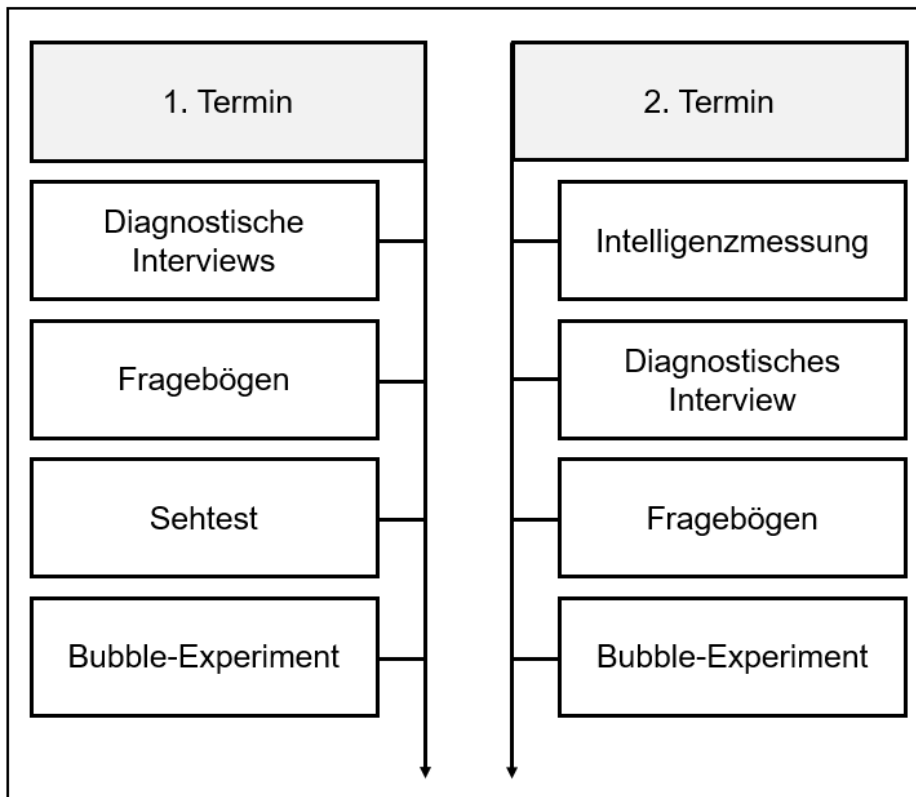 1. Termin
Diagnostische
Interviews
Fragebögen
Sehtest
Bubble-Experiment
2. Termin
Intelligenzmessung
Diagnostisches
Interview
Fragebögen
Bubble-Experiment